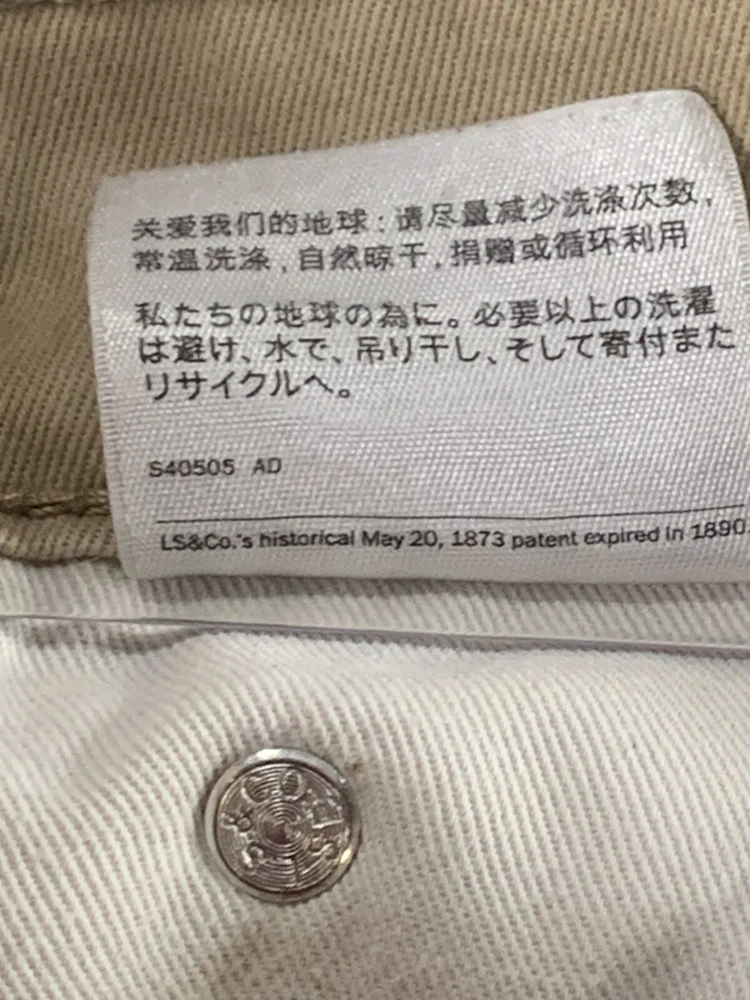 关爱我们的地球：请尽量减少洗涤次数，
常温洗涤，自然晾干，捐赠或循环利用
私たちの地球の為に。必要以上の洗濯
は避け、水で、吊り干し、そして寄付また
リサイクルへ。
S40505 AD
LS&Co.'s historical May 20, 1873 patent expired in 1890.